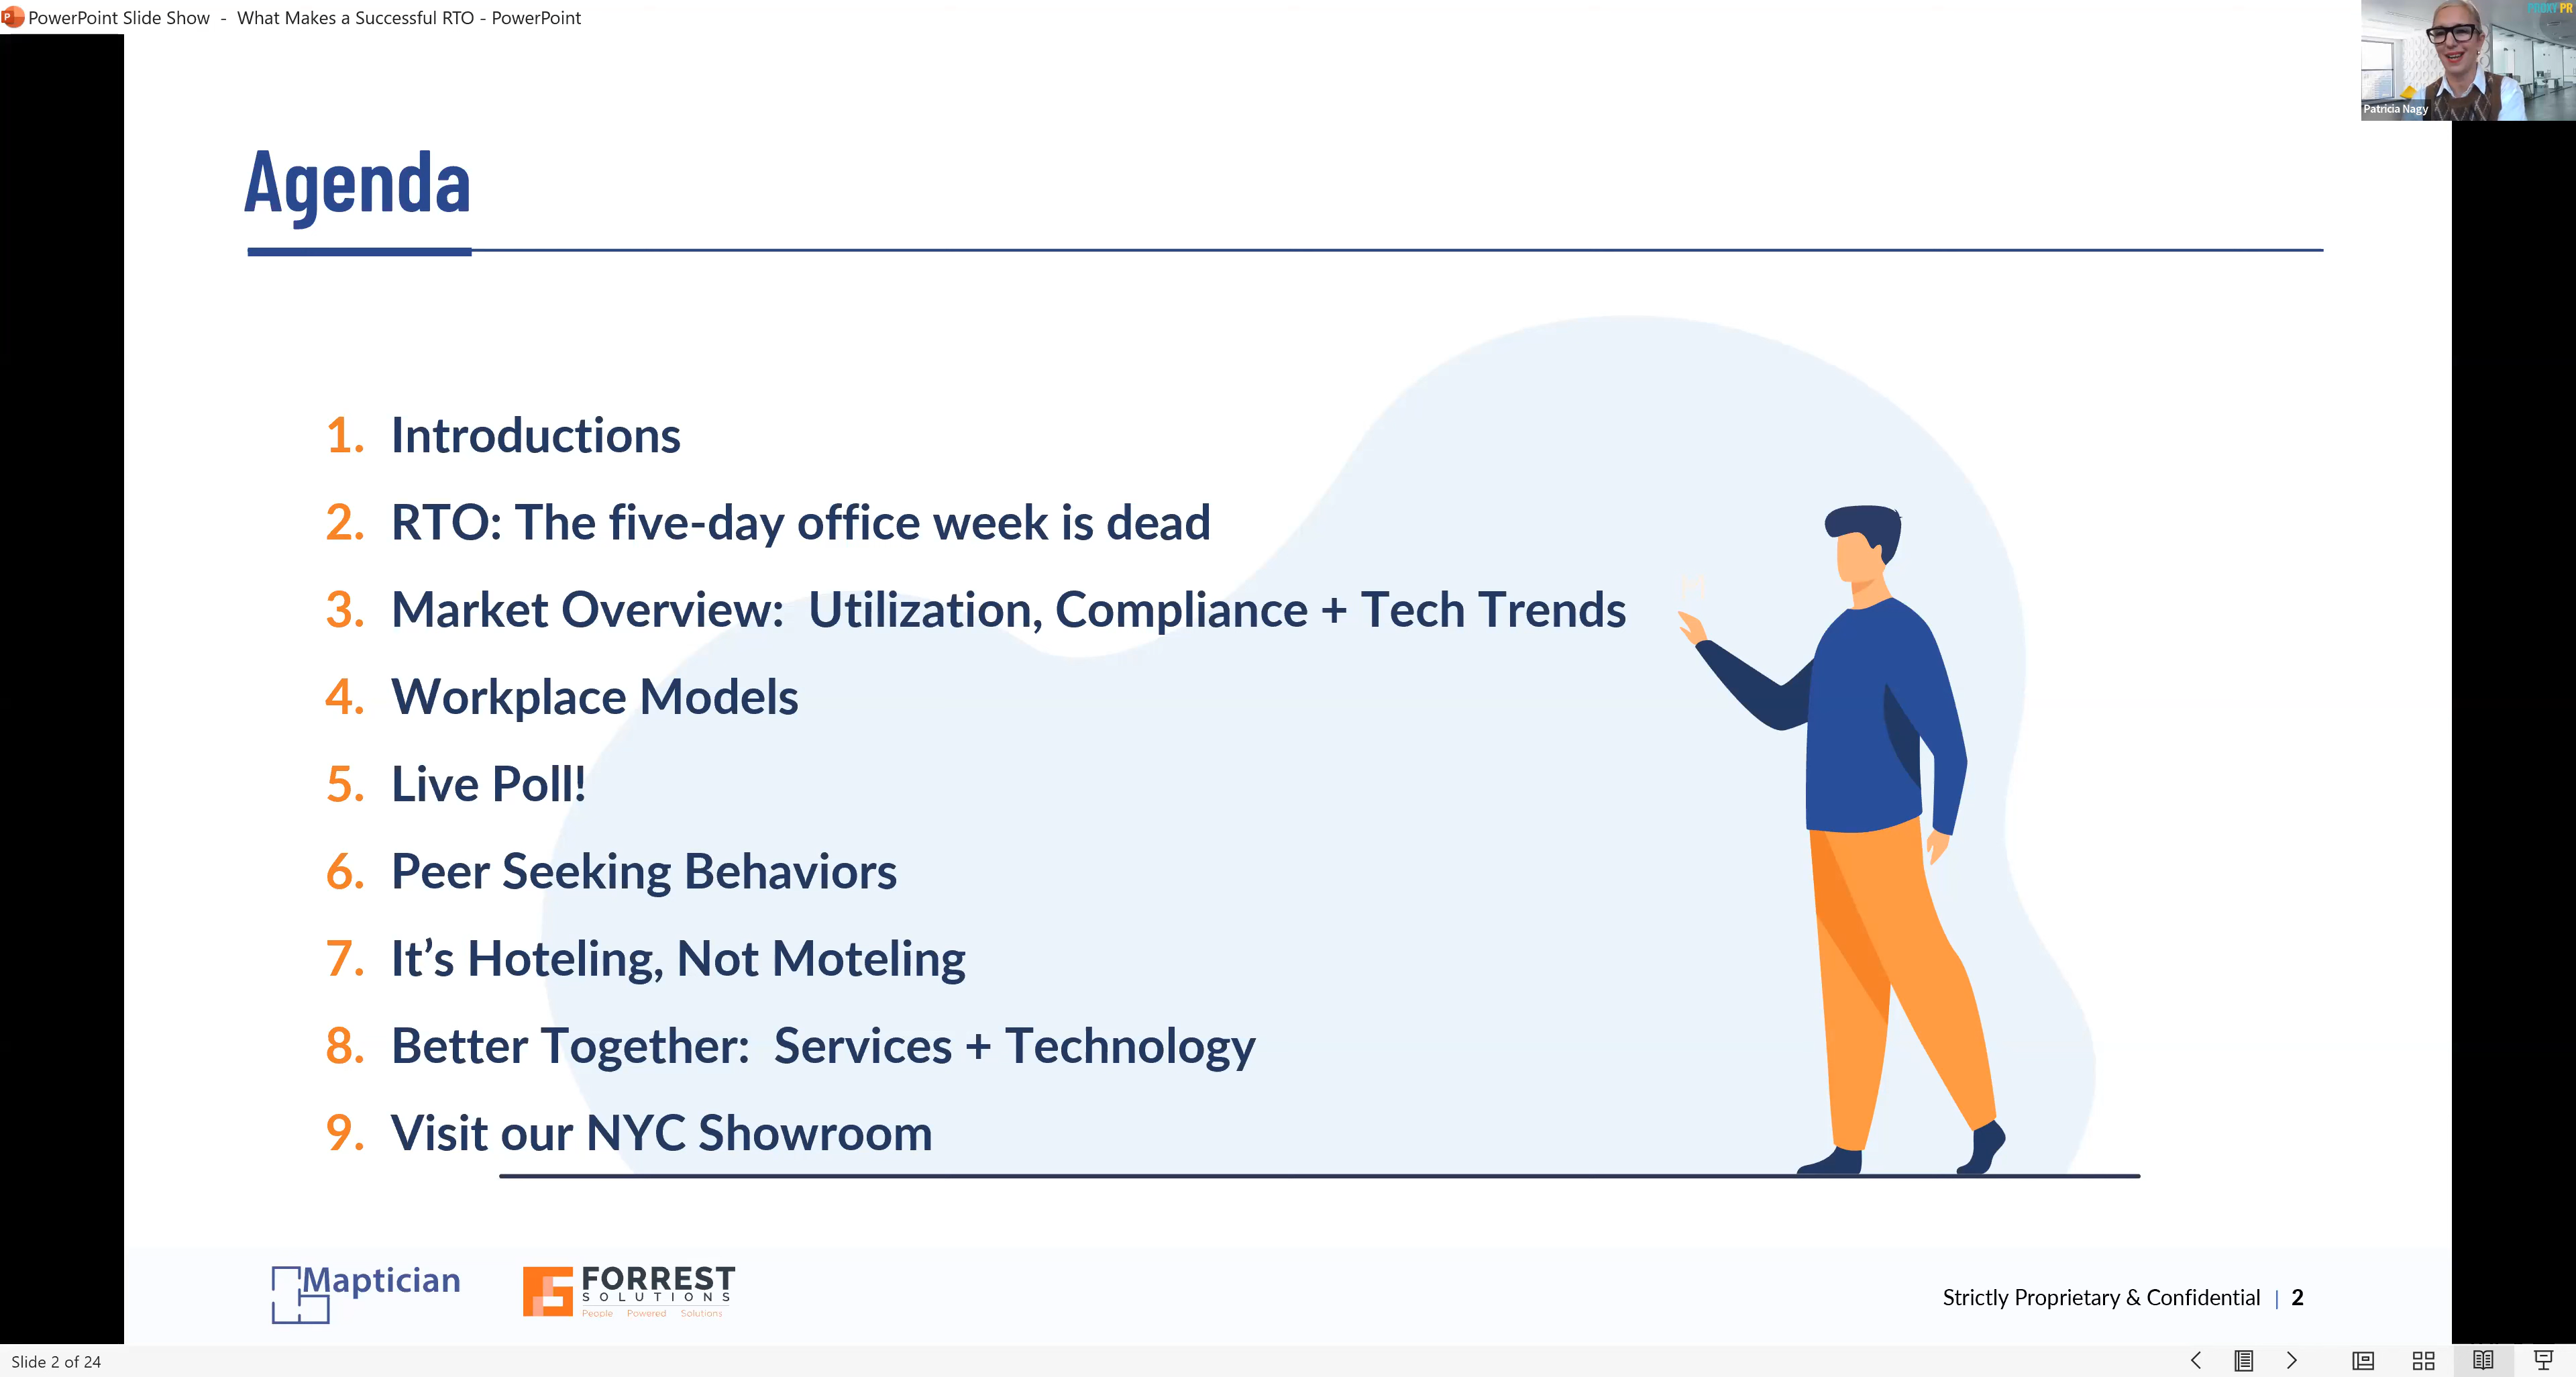 PowerPoint Slide Show - What Makes a Successful RTO - PowerPoint
PROXY PR
Patricia Nagy
Agenda
1. Introductions
2. RTO: The five-day office week is dead
3. Market Overview: Utilization, Compliance + Tech Trends
4. Workplace Models
5. Live Poll!
6. Peer Seeking Behaviors
7. It's Hoteling, Not Moteling
8. Better Together: Services + Technology
9. Visit our NYC Showroom
Maptician
FORREST
SOLUTIONS
People Powered Solutions
Strictly Proprietary & Confidential | 2
Slide 2 of 24